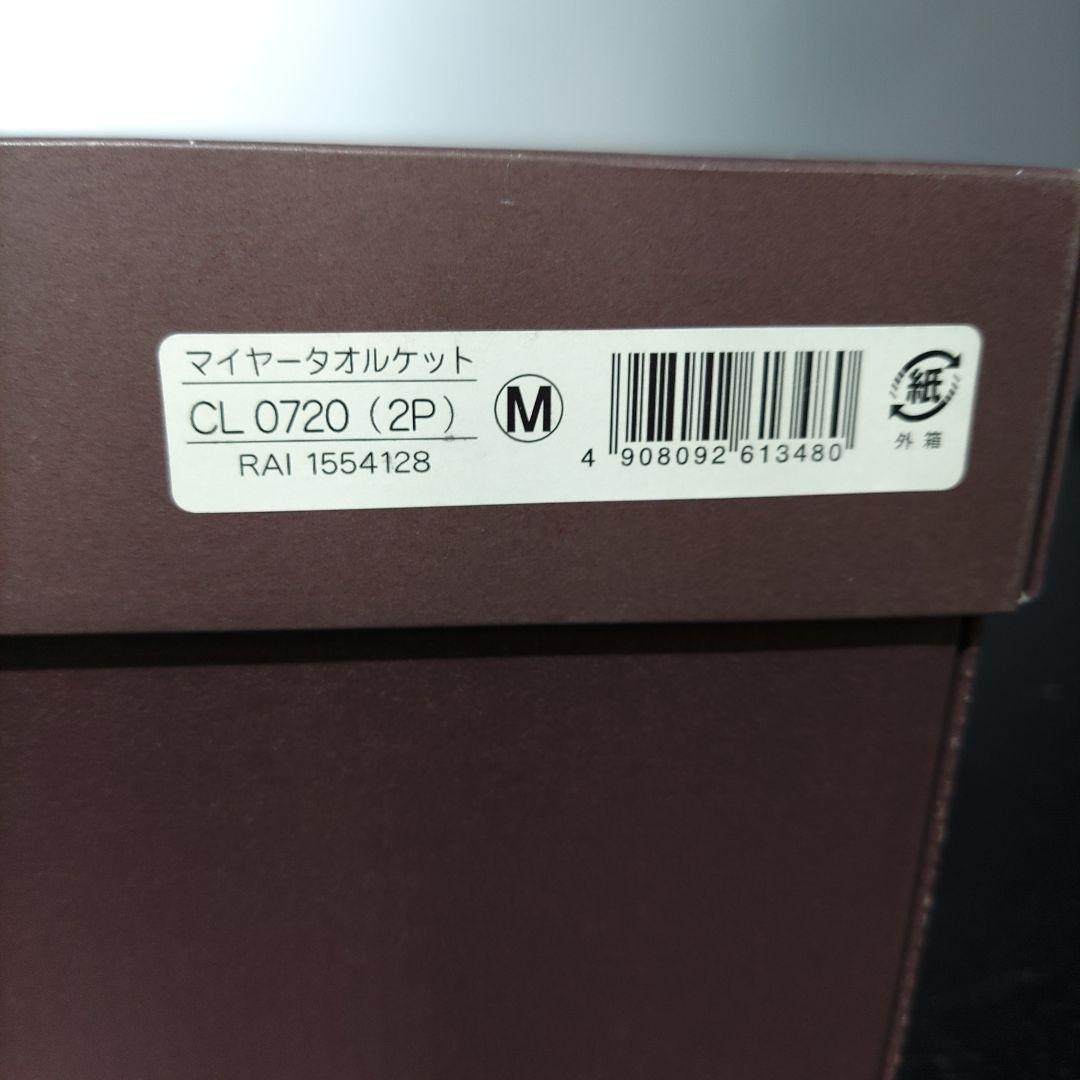 マイヤータオルケット
CL 0720 (2P)
RAI 1554128
M
4 908092 613480
紙
外箱